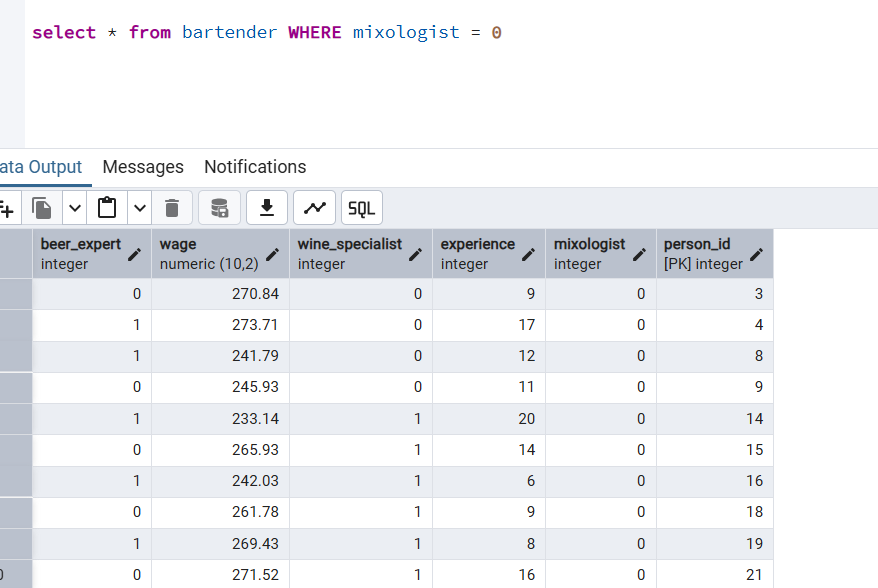 select * from bartender WHERE mixologist = 0
ata Output Messages Notifications
SQL
beer_expert wage wine_specialist experience mixologist person_id
integer numeric (10,2) integer integer integer [PK] integer
0 270.84 0 9 0 3
1 273.71 0 17 0 4
1 241.79 0 12 0 8
0 245.93 0 11 0 9
1 233.14 1 20 0 14
0 265.93 1 14 0 15
1 242.03 1 6 0 16
0 261.78 1 9 0 18
1 269.43 1 8 0 19
0 0 271.52 1 16 0 21